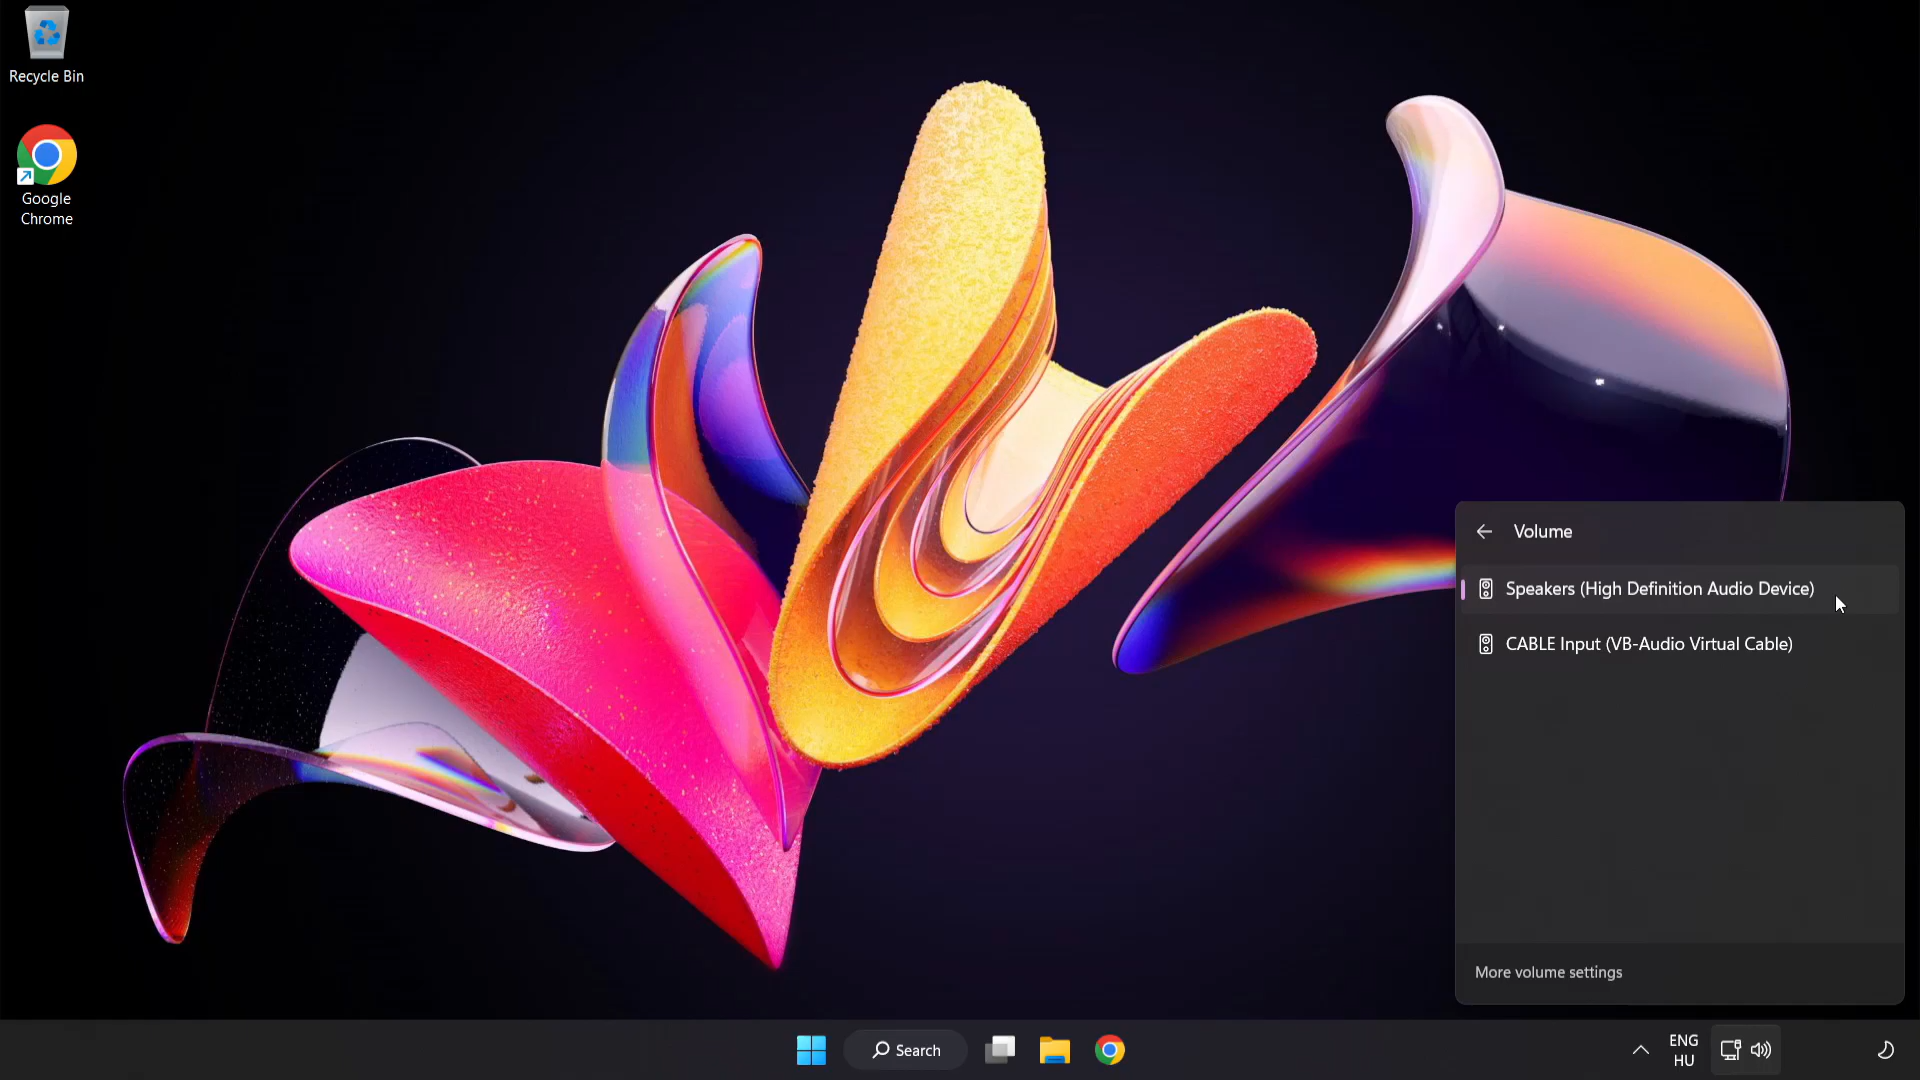 Recycle Bin
Google
Chrome
Volume
Speakers (High Definition Audio Device)
CABLE Input (VB-Audio Virtual Cable)
More volume settings
Search
ENG
HU